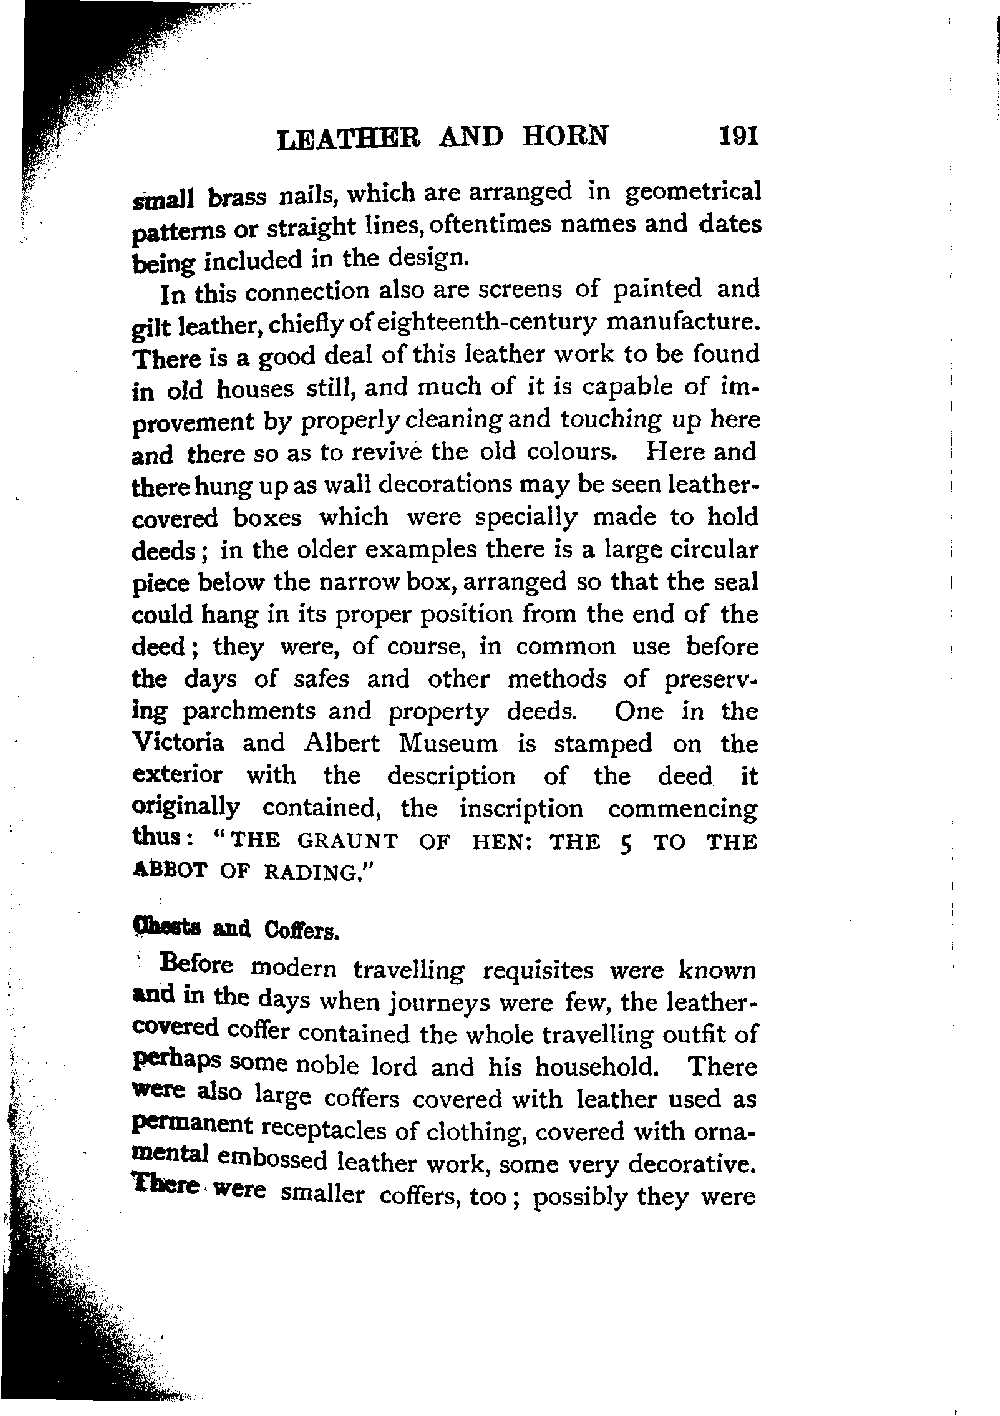 LEATHER AND HORN 191
small brass nails, which are arranged in geometrical
patterns or straight lines, oftentimes names and dates
being included in the design.
In this connection also are screens of painted and
gilt leather, chiefly of eighteenth-century manufacture.
There is a good deal of this leather work to be found
in old houses still, and much of it is capable of im-
provement by properly cleaning and touching up here
and there so as to revive the old colours. Here and
there hung up as wall decorations may be seen leather-
covered boxes which were specially made to hold
deeds; in the older examples there is a large circular
piece below the narrow box, arranged so that the seal
could hang in its proper position from the end of the
deed; they were, of course, in common use before
the days of safes and other methods of preserv-
ing parchments and property deeds. One in the
Victoria and Albert Museum is stamped on the
exterior with the description of the deed it
originally contained, the inscription commencing
thus: "THE GRAUNT OF HEN: THE 5 TO THE
ABBOT OF RADING."
Chests and Coffers.
Before modern travelling requisites were known
and in the days when journeys were few, the leather-
covered coffer contained the whole travelling outfit of
perhaps some noble lord and his household. There
were also large coffers covered with leather used as
permanent receptacles of clothing, covered with orna-
mental embossed leather work, some very decorative.
There were smaller coffers, too; possibly they were